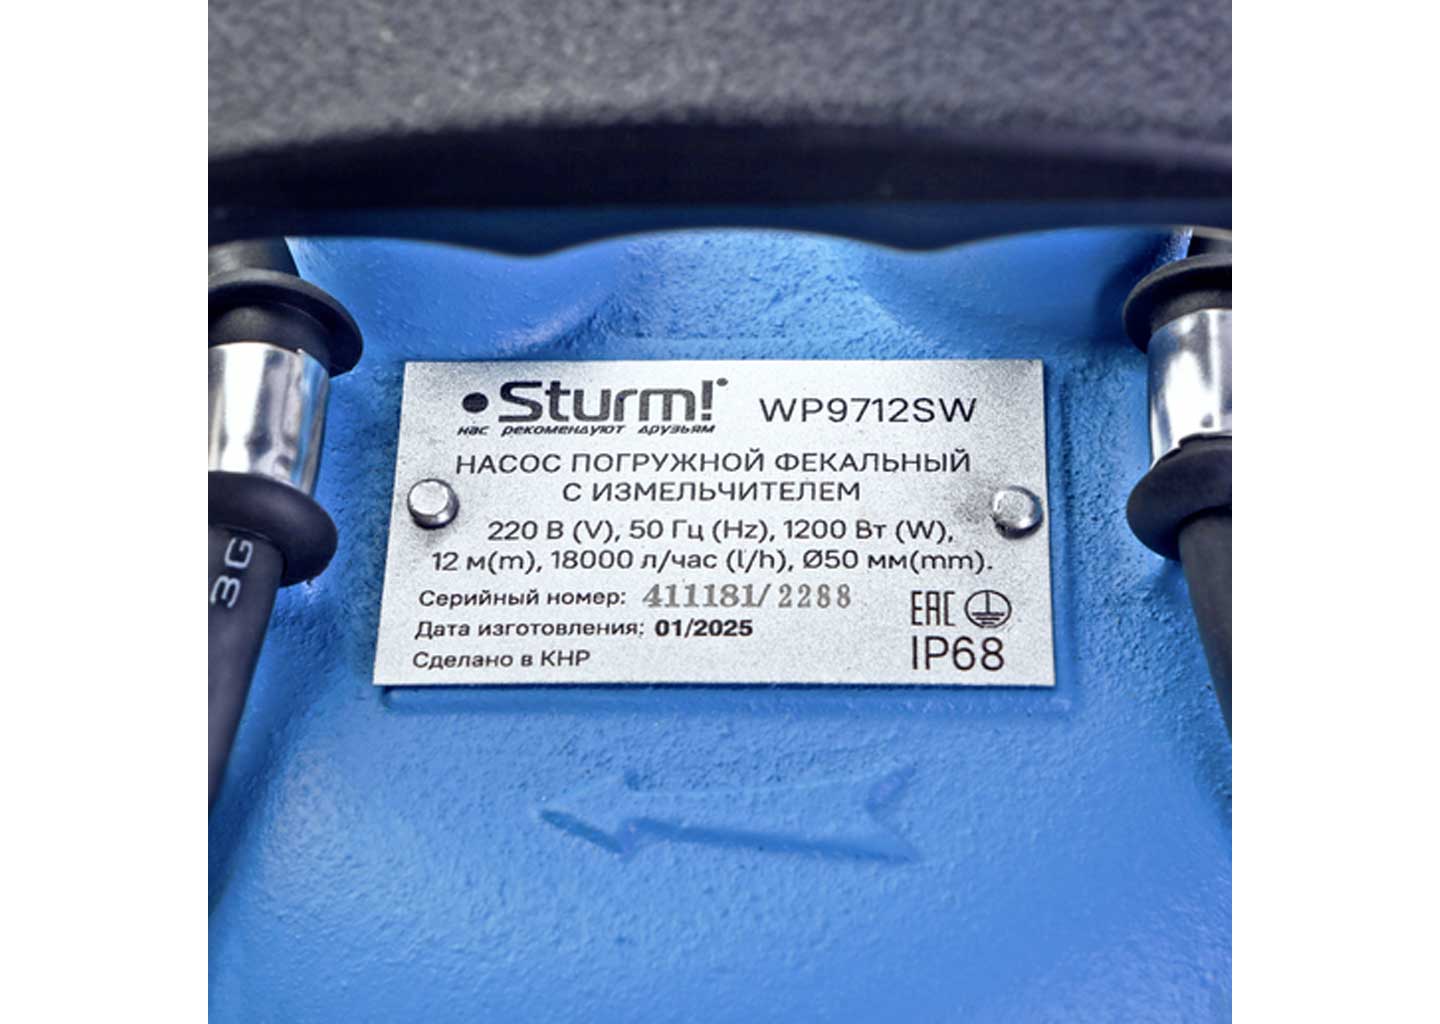 Sturm! WP9712SW
нас рекомендуют друзьям
НАСОС ПОГРУЖНОЙ ФЕКАЛЬНЫЙ
С ИЗМЕЛЬЧИТЕЛЕМ
220 В (V), 50 Гц (Hz), 1200 Вт (W),
12 м(m), 18000 л/час (l/h), Ø50 мм(mm).
Серийный номер: 411181/2288
EAC
Дата изготовления: 01/2025
Сделано в КНР
IP68
3G